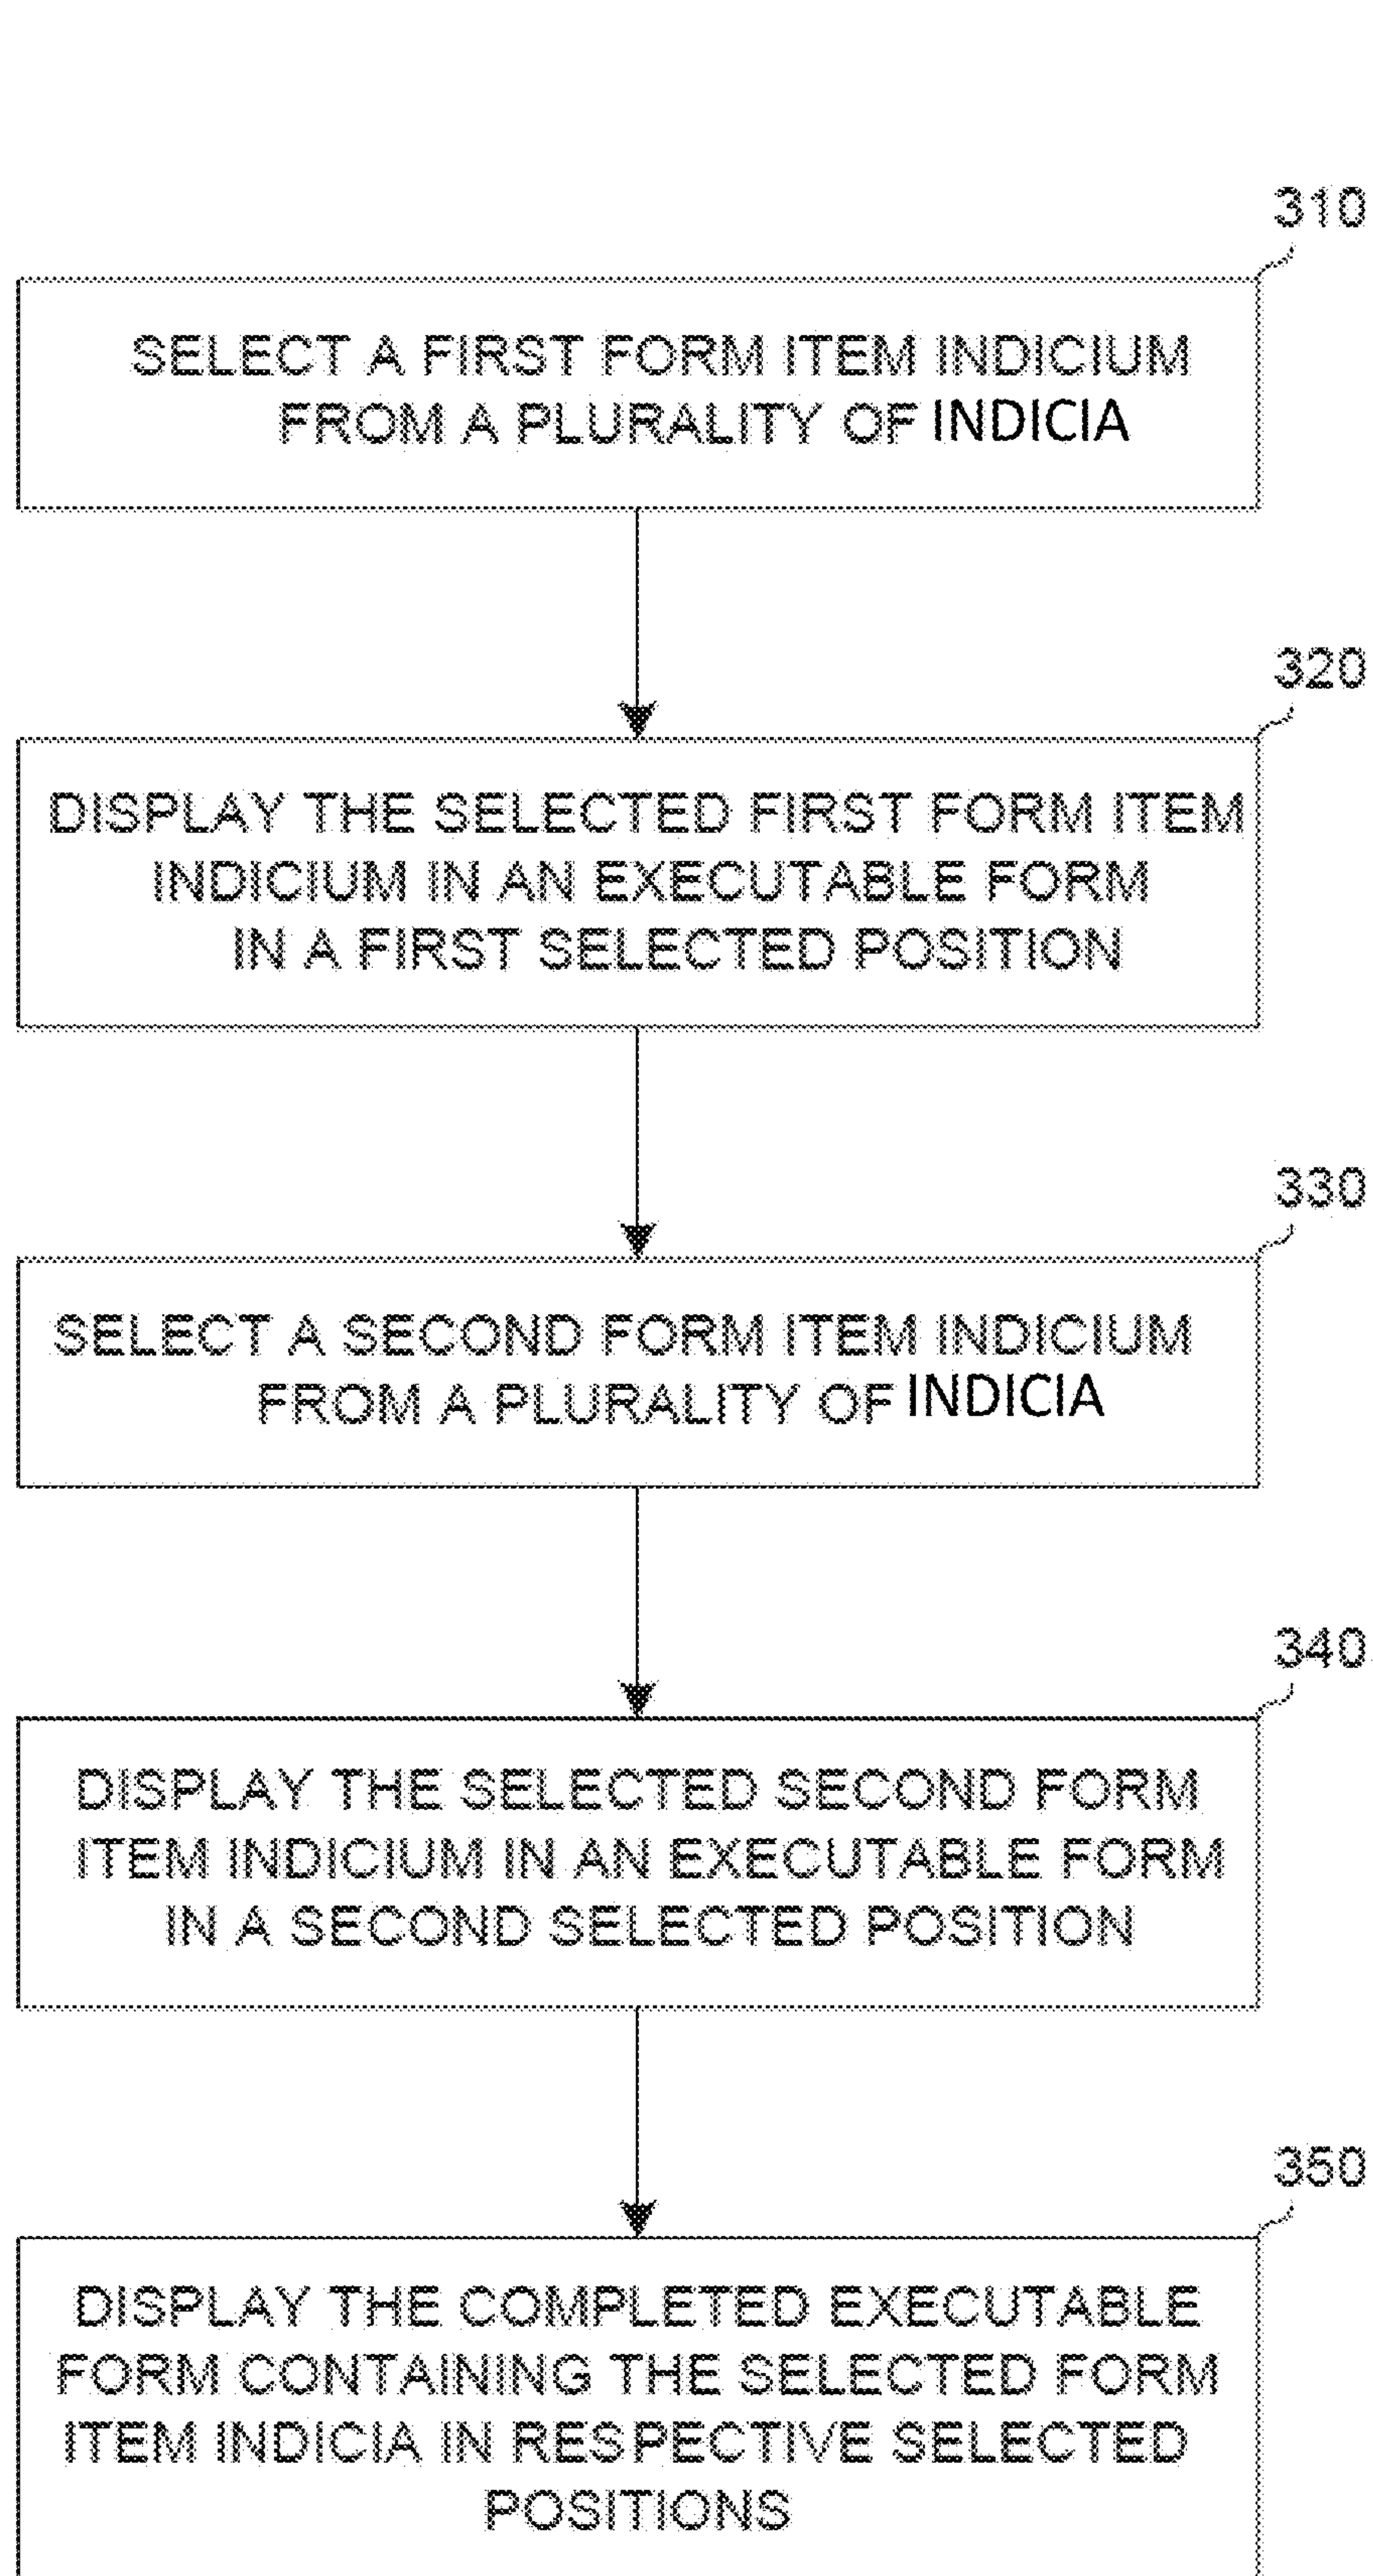 310
SELECT A FIRST FORM ITEM INDICIUM
FROM A PLURALITY OF INDICIA
320
DISPLAY THE SELECTED FIRST FORM ITEM
INDICIUM IN AN EXECUTABLE FORM
IN A FIRST SELECTED POSITION
330
SELECT A SECOND FORM ITEM INDICIUM
FROM A PLURALITY OF INDICIA
340
DISPLAY THE SELECTED SECOND FORM
ITEM INDICIUM IN AN EXECUTABLE FORM
IN A SECOND SELECTED POSITION
350
DISPLAY THE COMPLETED EXECUTABLE
FORM CONTAINING THE SELECTED FORM
ITEM INDICIA IN RESPECTIVE SELECTED
POSITIONS